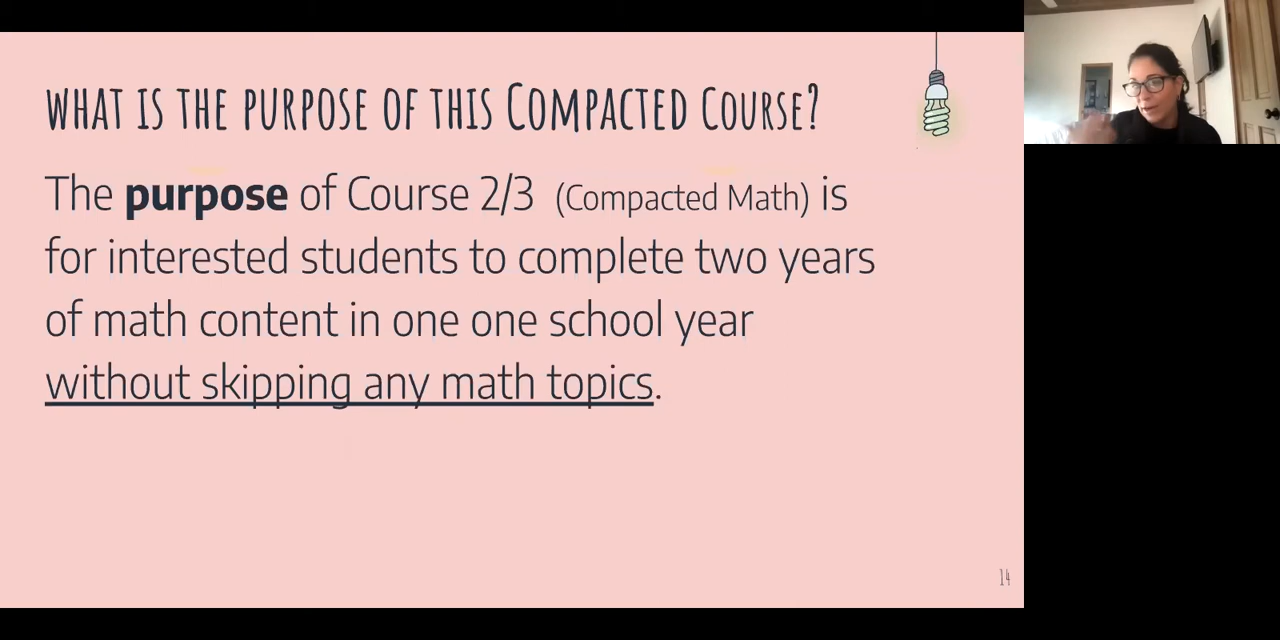 WHAT IS THE PURPOSE OF THIS COMPACTED COURSE?
The purpose of Course 2/3 (Compacted Math) is
for interested students to complete two years
of math content in one one school year
without skipping any math topics.
14